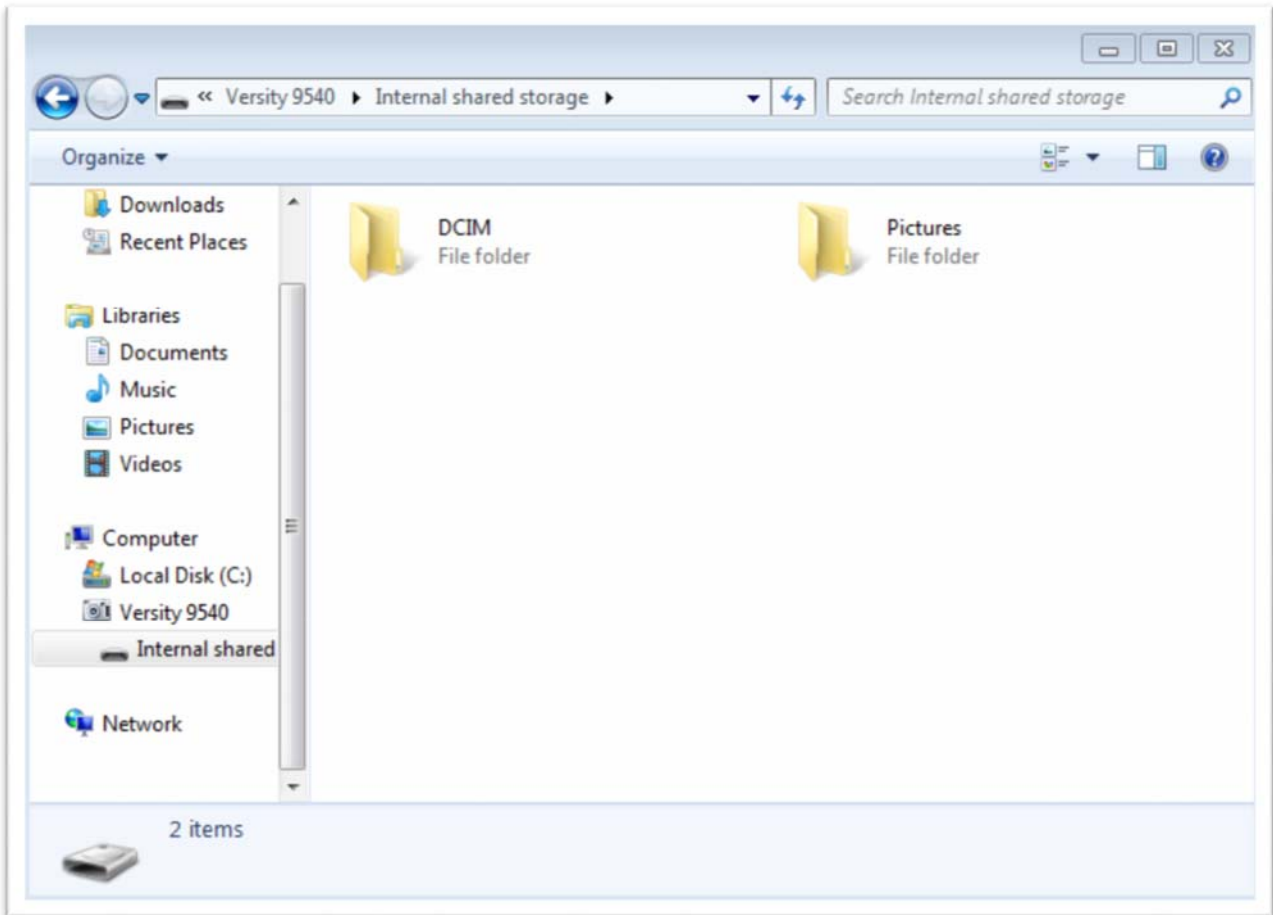 « Versity 9540 ▸ Internal shared storage ▸
Search Internal shared storage
Organize
Downloads
Recent Places
Libraries
Documents
Music
Pictures
Videos
Computer
Local Disk (C:)
Versity 9540
Internal shared
Network
DCIM
File folder
Pictures
File folder
2 items